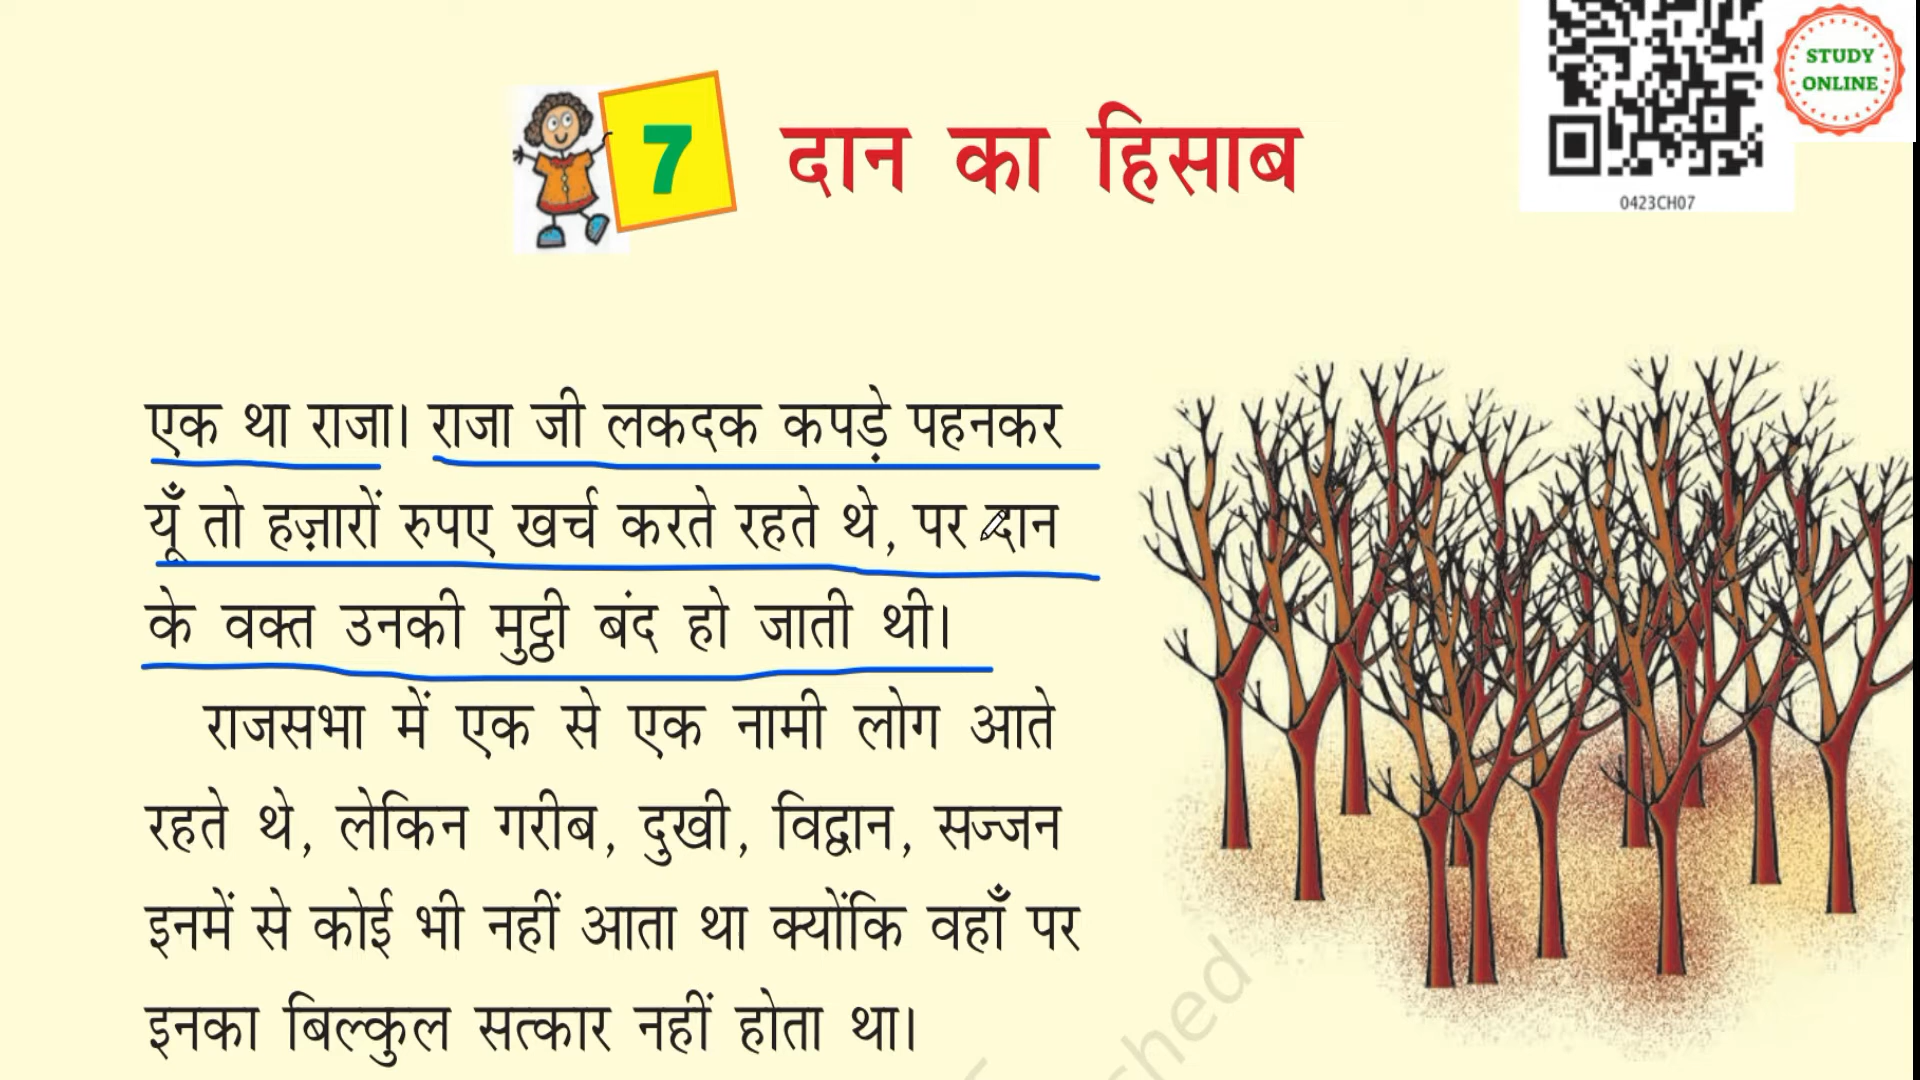 STUDY
ONLINE
7 दान का हिसाब
0423CH07
एक था राजा। राजा जी लकदक कपड़े पहनकर
यूँ तो हज़ारों रुपए खर्च करते रहते थे, पर दान
के वक्त उनकी मुट्ठी बंद हो जाती थी।
राजसभा में एक से एक नामी लोग आते
रहते थे, लेकिन गरीब, दुखी, विद्वान, सज्जन
इनमें से कोई भी नहीं आता था क्योंकि वहाँ पर
इनका बिल्कुल सत्कार नहीं होता था।